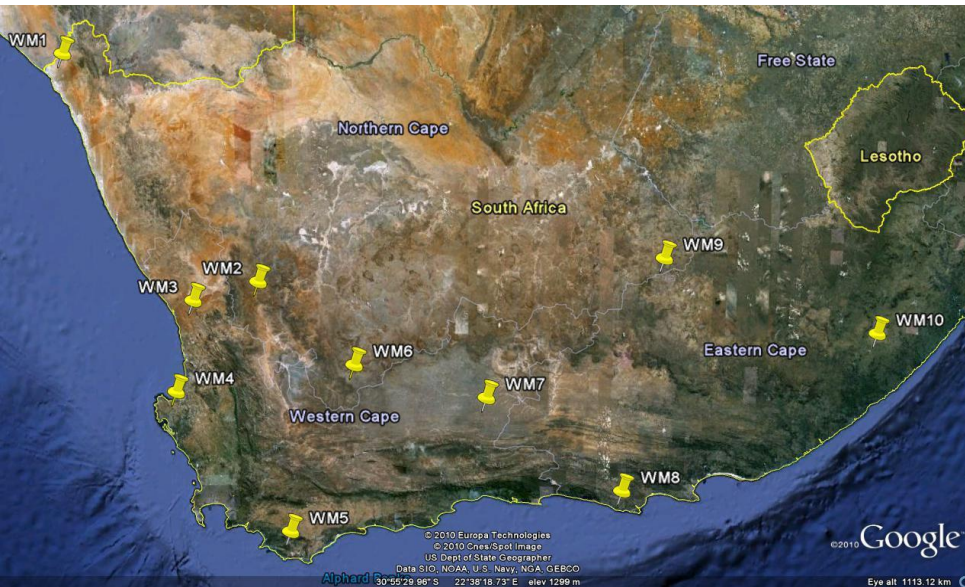 WM1
Free State
Northern Cape
Lesotho
South Africa
WM9
WM2
WM3
WM10
WM6
Eastern Cape
WM4
WM7
Western Cape
WM8
WM5
© 2010 Europa Technologies
© 2010 Cnes/Spot Image
US Dept of State Geographer
Data SIO, NOAA, U.S. Navy, NGA, GEBCO
©2010 Google
Alphard
30°55'29.96" S 22°38'18.73" E elev 1299 m
Eye alt 1113.12 km